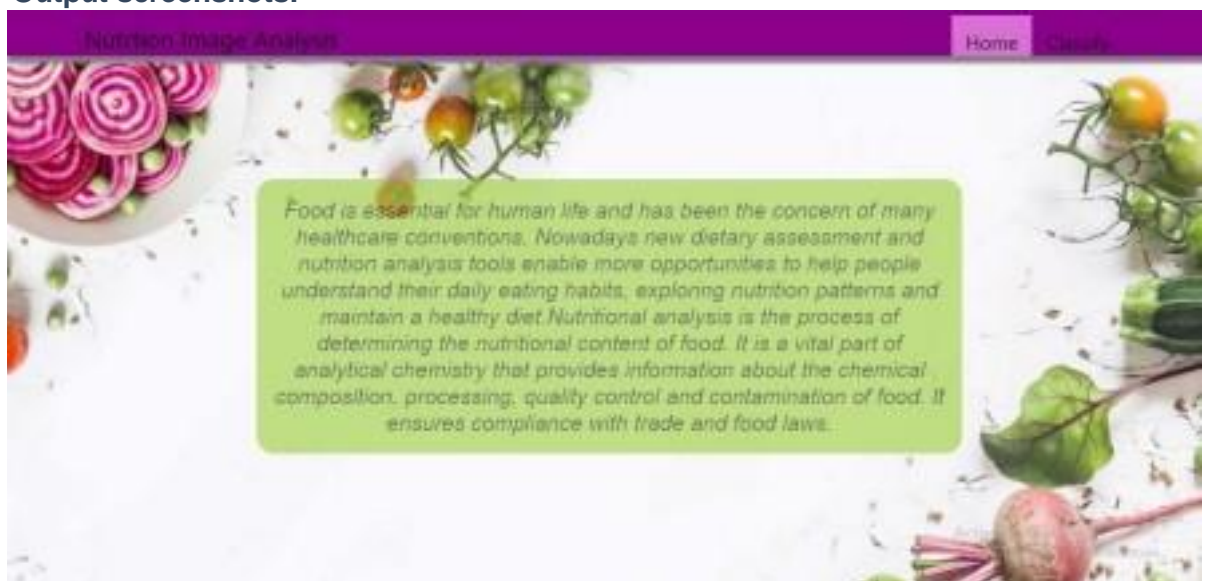 Output Screenshots:
Nutrition Image Analysis
Home Classify
Food is essential for human life and has been the concern of many
healthcare conventions. Nowadays new dietary assessment and
nutrition analysis tools enable more opportunities to help people
understand their daily eating habits, exploring nutrition patterns and
maintain a healthy diet.Nutritional analysis is the process of
determining the nutritional content of food. It is a vital part of
analytical chemistry that provides information about the chemical
composition, processing, quality control and contamination of food. It
ensures compliance with trade and food laws.